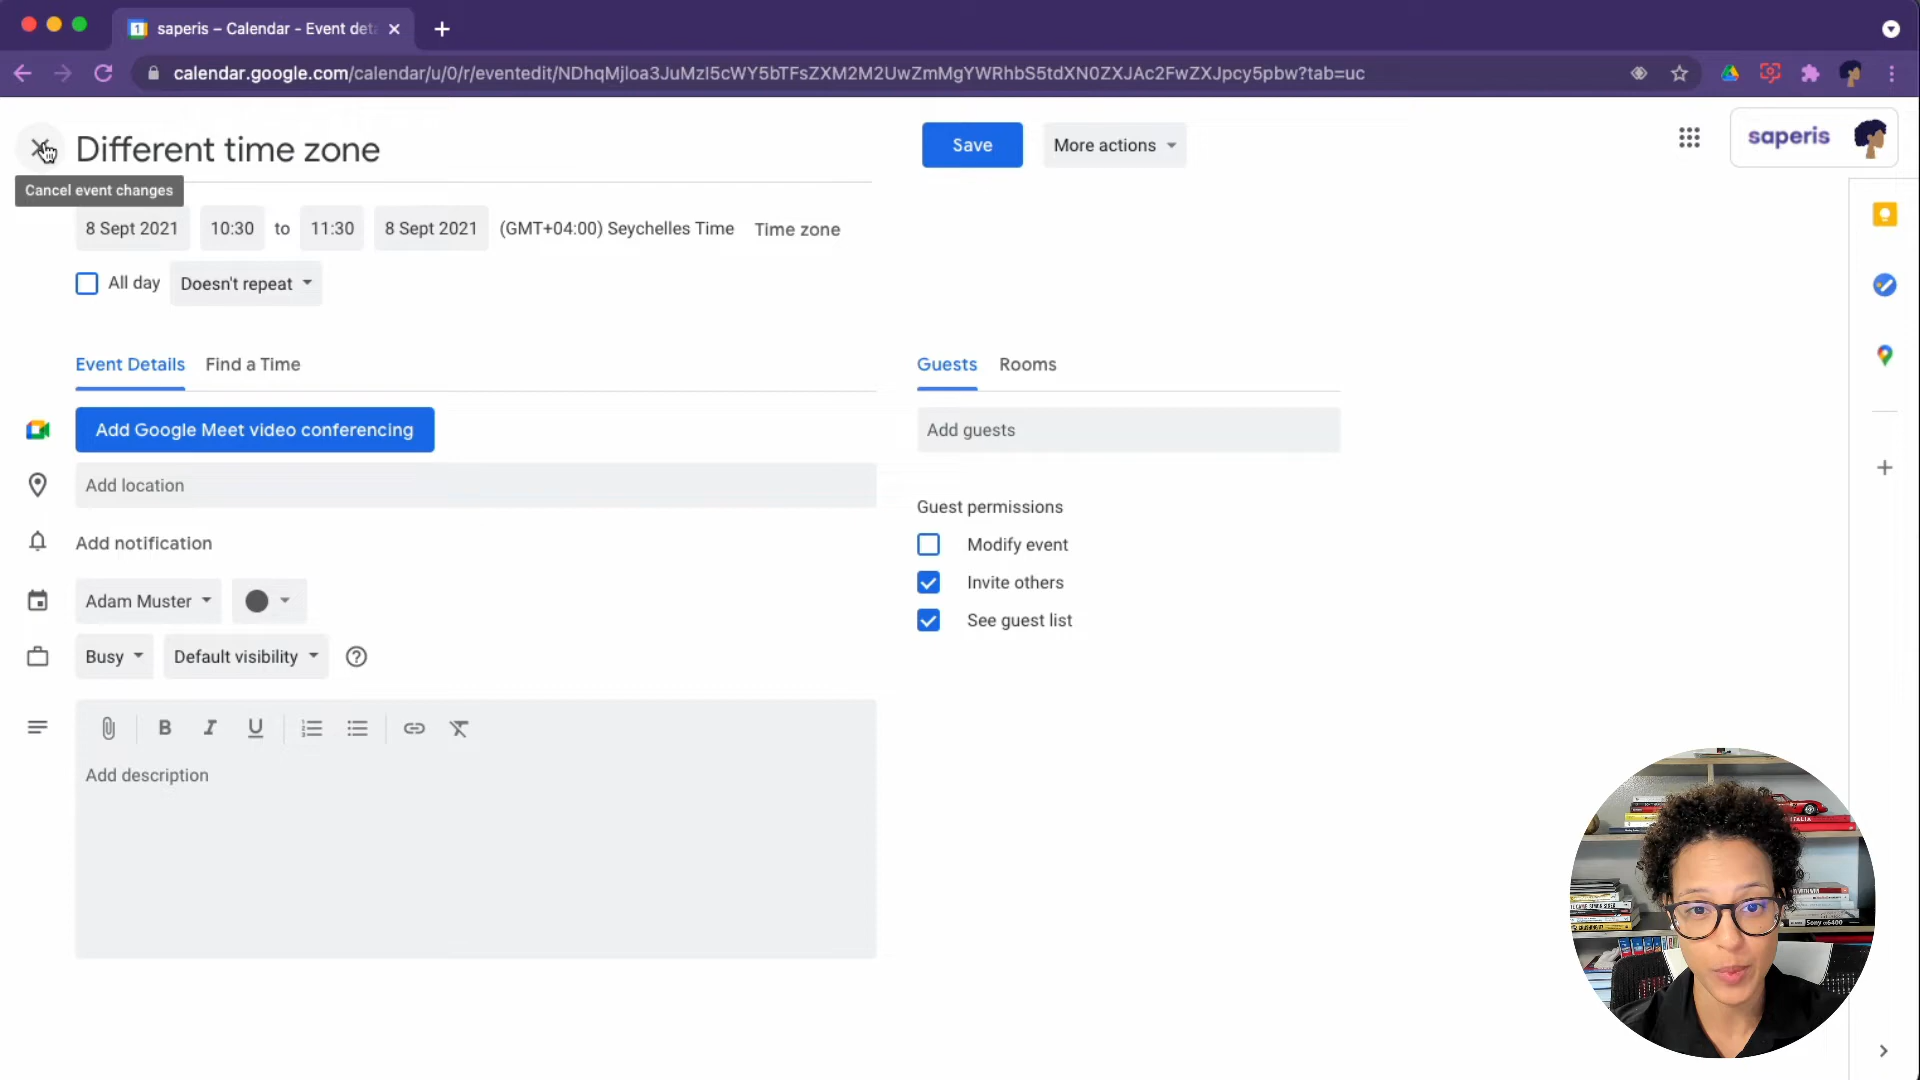 saperis – Calendar - Event deta
calendar.google.com/calendar/u/0/r/eventedit/NDhqMjloa3JuMzI5cWY5bTFsZXM2M2UwZmMgYWRhbS5tdXN0ZXJAc2FwZXJpcy5pbw?tab=uc
Different time zone
Save
More actions
saperis
Cancel event changes
8 Sept 2021 10:30 to 11:30 8 Sept 2021 (GMT+04:00) Seychelles Time Time zone
All day Doesn't repeat
Event Details Find a Time
Guests Rooms
Add Google Meet video conferencing
Add guests
Add location
Guest permissions
Add notification
Modify event
Invite others
Adam Muster
See guest list
Busy Default visibility
B I U
Add description
ITALIA
Sony α6400